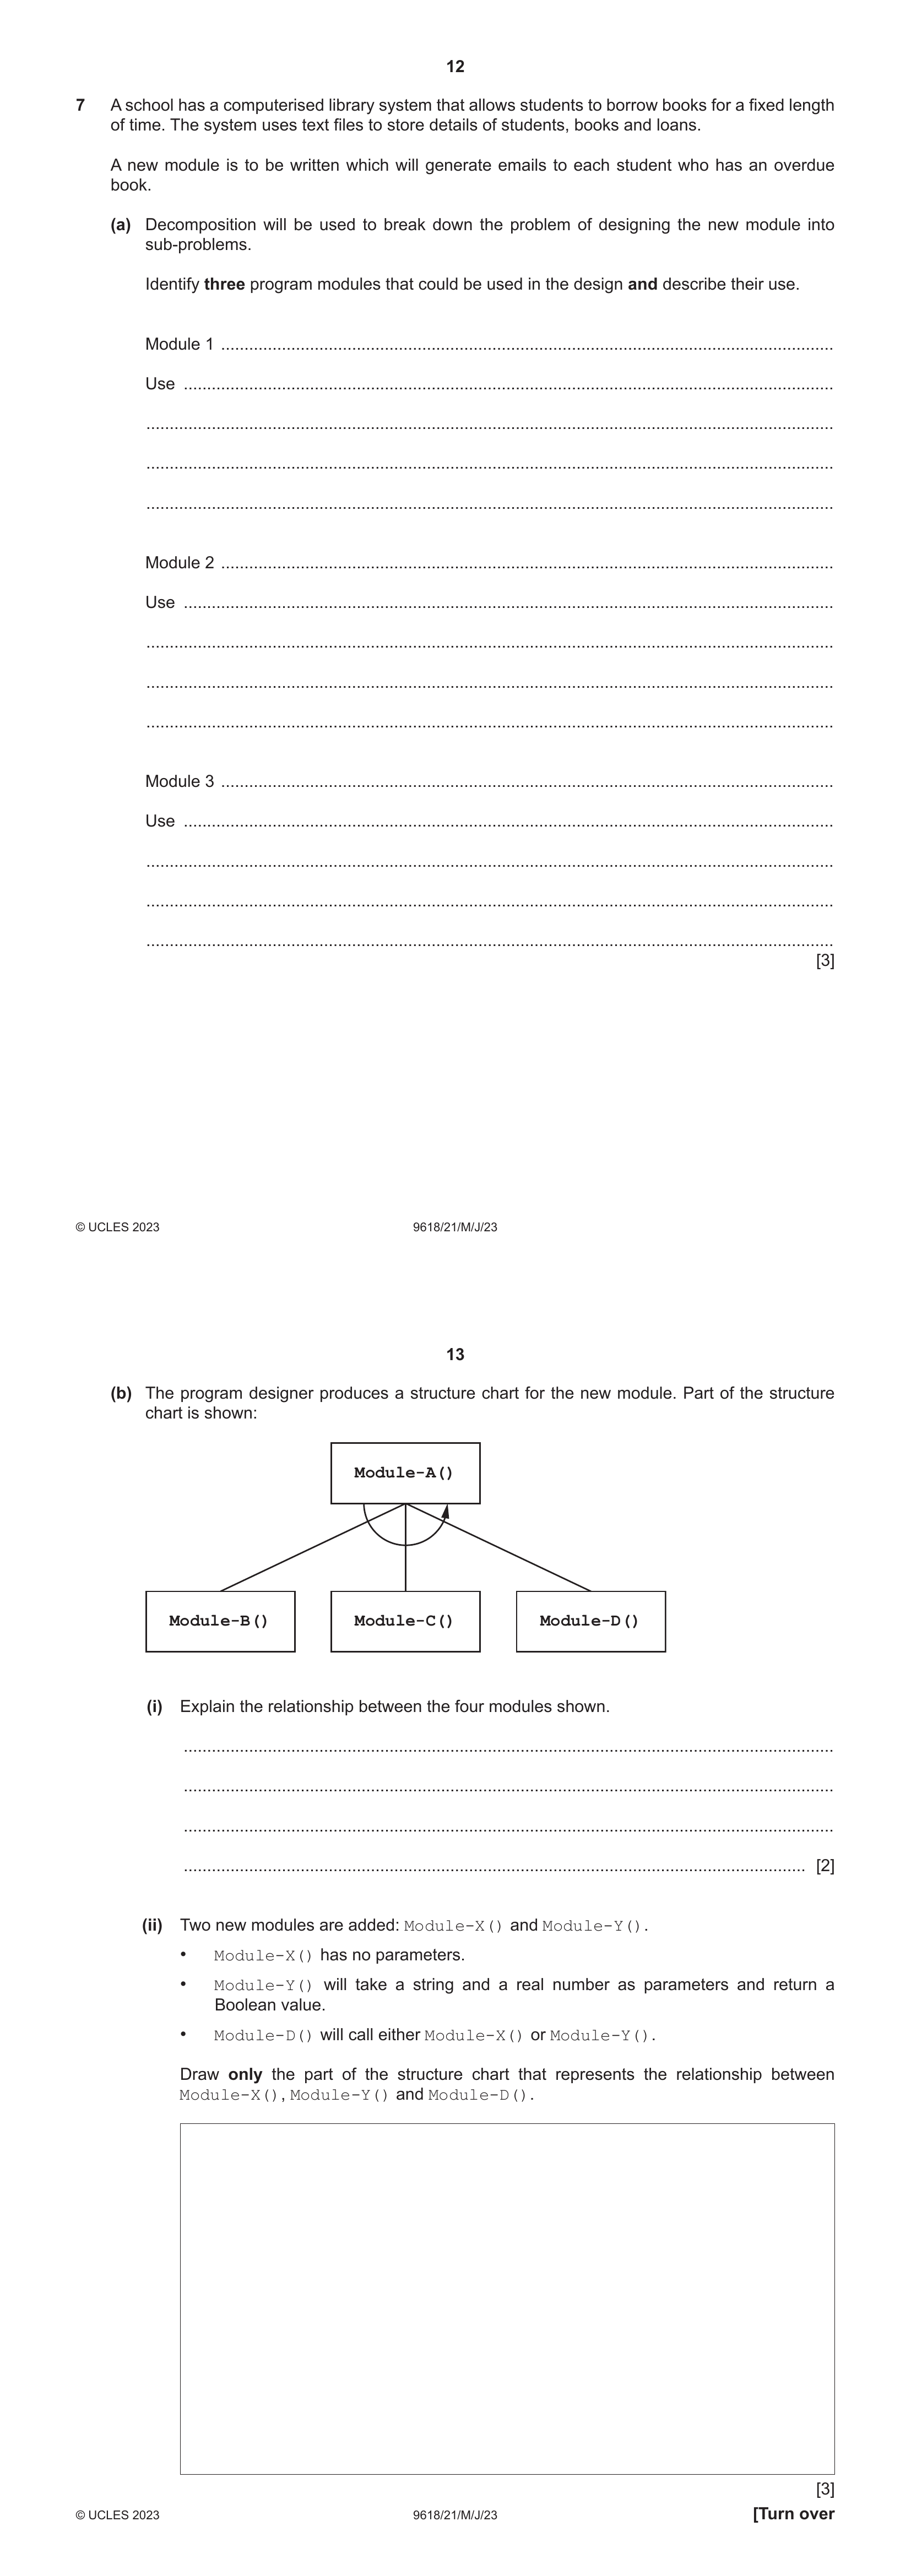 12
7 A school has a computerised library system that allows students to borrow books for a fixed length
of time. The system uses text files to store details of students, books and loans.
A new module is to be written which will generate emails to each student who has an overdue
book.
(a) Decomposition will be used to break down the problem of designing the new module into
sub-problems.
Identify three program modules that could be used in the design and describe their use.
Module 1 ....................................................................................................................................
Use ............................................................................................................................................
....................................................................................................................................................
....................................................................................................................................................
....................................................................................................................................................
Module 2 ....................................................................................................................................
Use ............................................................................................................................................
....................................................................................................................................................
....................................................................................................................................................
....................................................................................................................................................
Module 3 ....................................................................................................................................
Use ............................................................................................................................................
....................................................................................................................................................
....................................................................................................................................................
....................................................................................................................................................
[3]
© UCLES 2023 9618/21/M/J/23
13
(b) The program designer produces a structure chart for the new module. Part of the structure
chart is shown:
Module-A()
Module-B() Module-C() Module-D()
(i) Explain the relationship between the four modules shown.
............................................................................................................................................
............................................................................................................................................
............................................................................................................................................
...................................................................................................................................... [2]
(ii) Two new modules are added: Module-X() and Module-Y().
• Module-X() has no parameters.
• Module-Y() will take a string and a real number as parameters and return a
Boolean value.
• Module-D() will call either Module-X() or Module-Y().
Draw only the part of the structure chart that represents the relationship between
Module-X(), Module-Y() and Module-D().
[3]
© UCLES 2023 9618/21/M/J/23 [Turn over